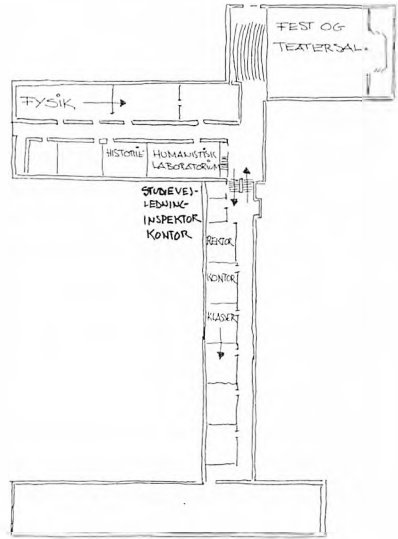 FEST OG
TEATERSAL.
FYSIK
HISTORIE
HUMANISTISK
LABORATORIUM
STUDIEVEJ-
LEDNING-
INSPEKTOR
KONTOR
REKTOR
KONTOR
KLASSER